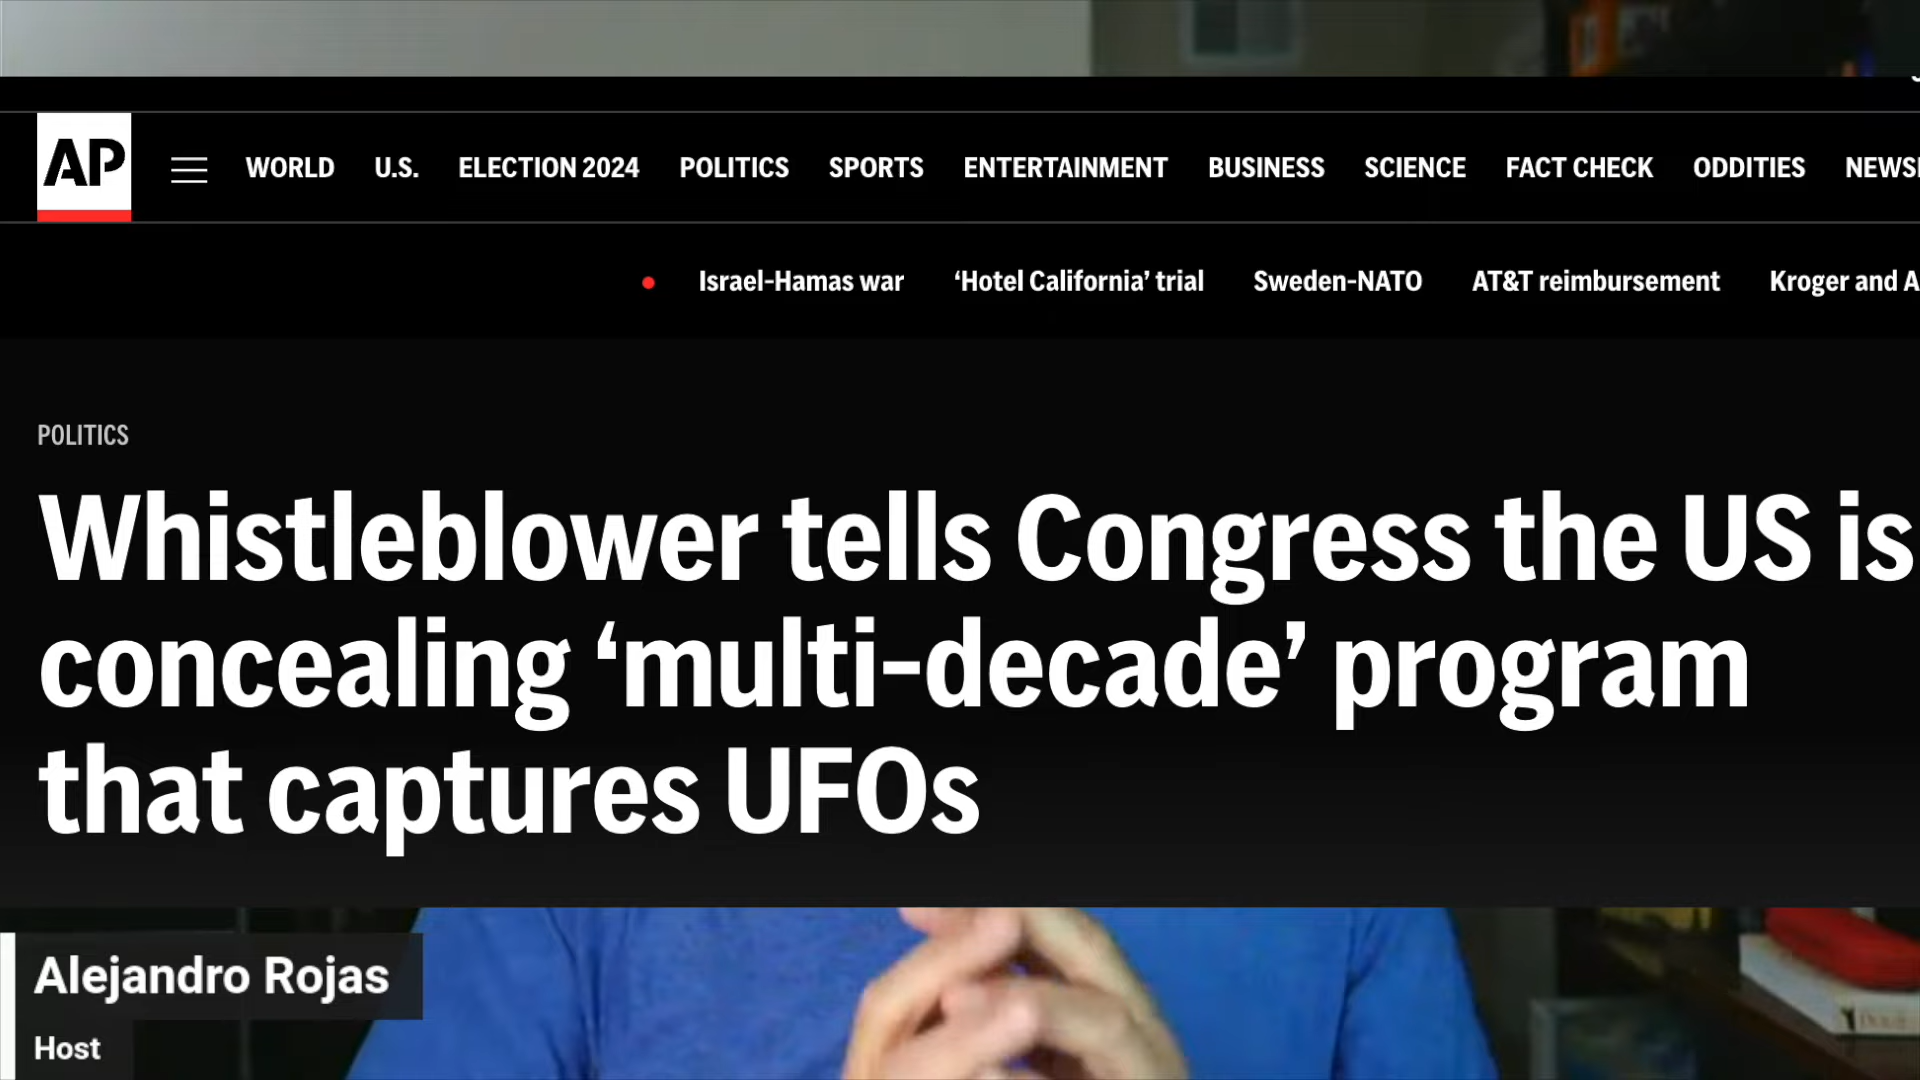 AP
WORLD U.S. ELECTION 2024 POLITICS SPORTS ENTERTAINMENT BUSINESS SCIENCE FACT CHECK ODDITIES
Israel-Hamas war ‘Hotel California’ trial Sweden-NATO AT&T reimbursement Kroger and
POLITICS
Whistleblower tells Congress the US is
concealing ‘multi-decade’ program
that captures UFOs
Alejandro Rojas
Host